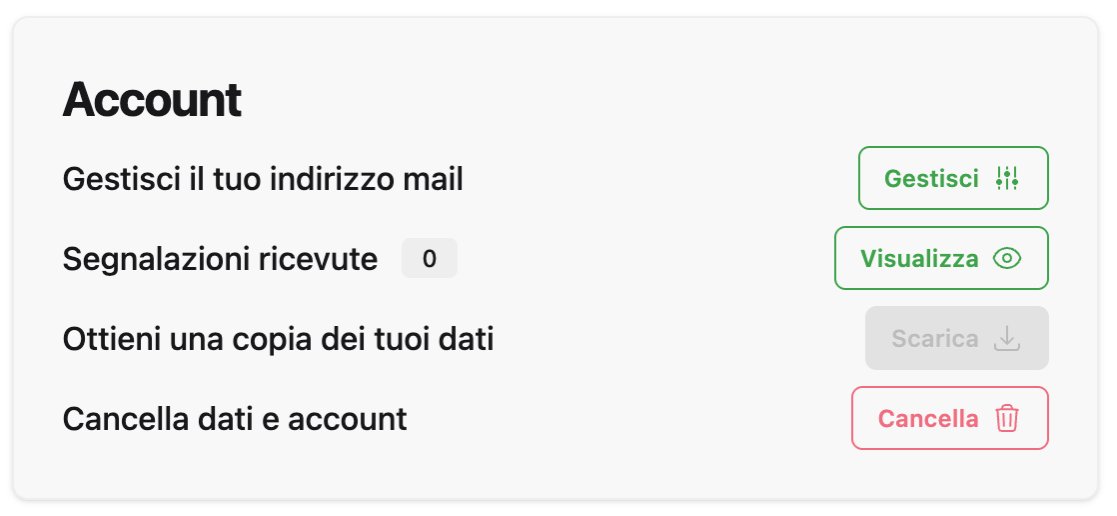 Account
Gestisci il tuo indirizzo mail Gestisci
Segnalazioni ricevute 0 Visualizza
Ottieni una copia dei tuoi dati Scarica
Cancella dati e account Cancella